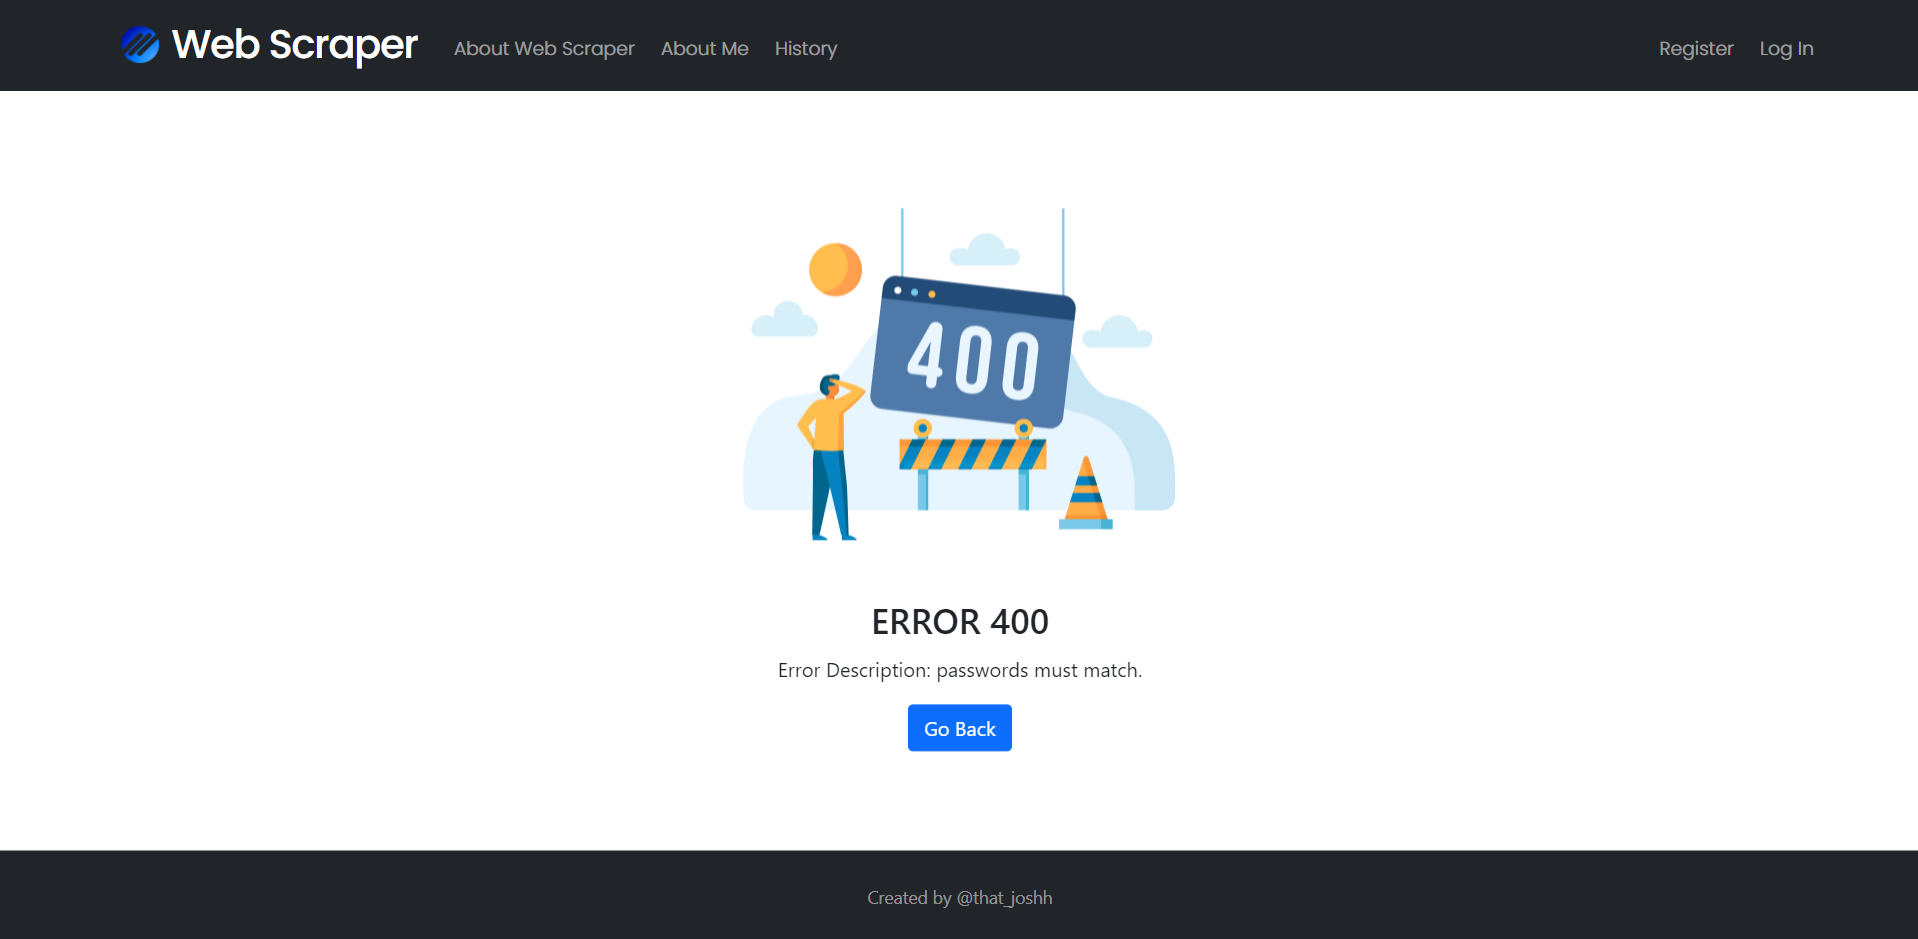 Web Scraper
About Web Scraper
About Me
History
Register
Log In
400
ERROR 400
Error Description: passwords must match.
Go Back
Created by @that_joshh